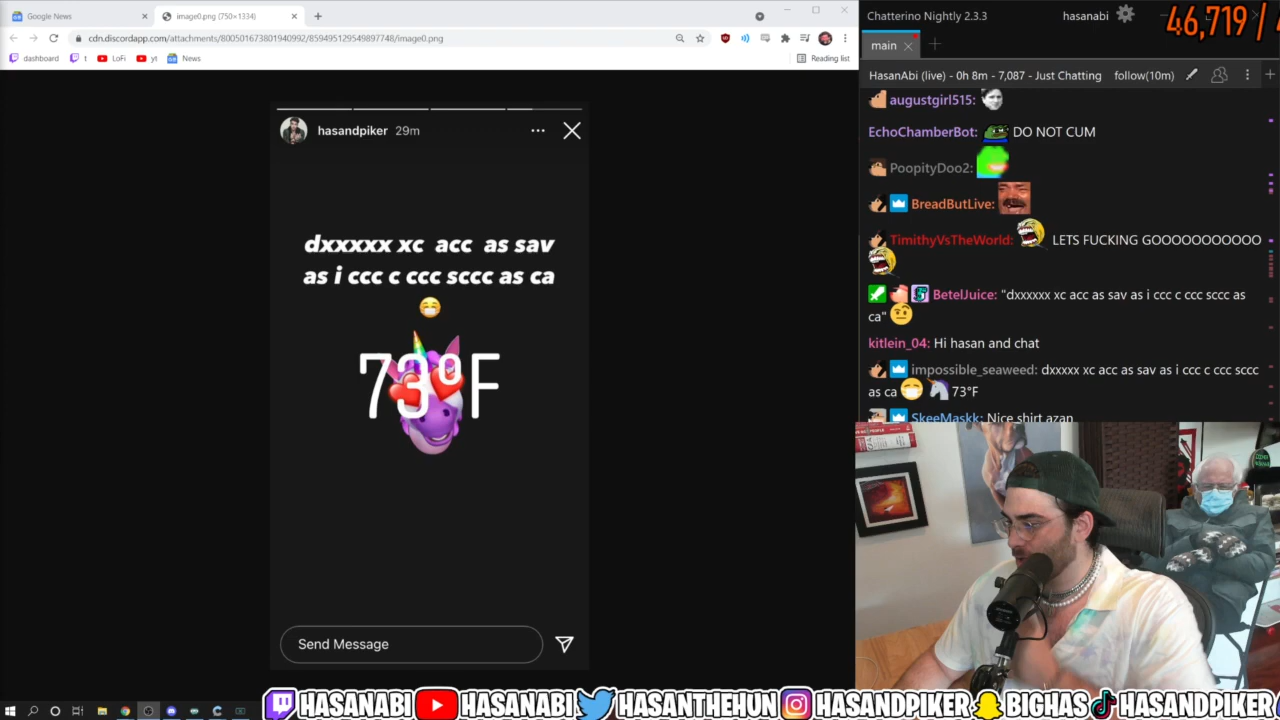 Google News
image0.png (750×1334)
cdn.discordapp.com/attachments/800501673801940992/859495129549897748/image0.png
dashboard
t
LoFi
yt
News
Reading list
hasandpiker 29m
dxxxxx xc acc as sav
as i ccc c ccc sccc as ca
73°F
Send Message
Chatterino Nightly 2.3.3
hasanabi
46,719 /
main
HasanAbi (live) - 0h 8m - 7,087 - Just Chatting
follow(10m)
augustgirl515:
EchoChamberBot: DO NOT CUM
PoopityDoo2:
BreadButLive:
TimithyVsTheWorld: LETS FUCKING GOOOOOOOOOO
BetelJuice: "dxxxxxx xc acc as sav as i ccc c ccc sccc as
ca"
kitlein_04: Hi hasan and chat
impossible_seaweed: dxxxxx xc acc as sav as i ccc c ccc sccc
as ca 73°F
SkeeMaskk: Nice shirt azan
HASANABI HASANABI HASANTHEHUN HASANDPIKER BIGHAS HASANDPIKER